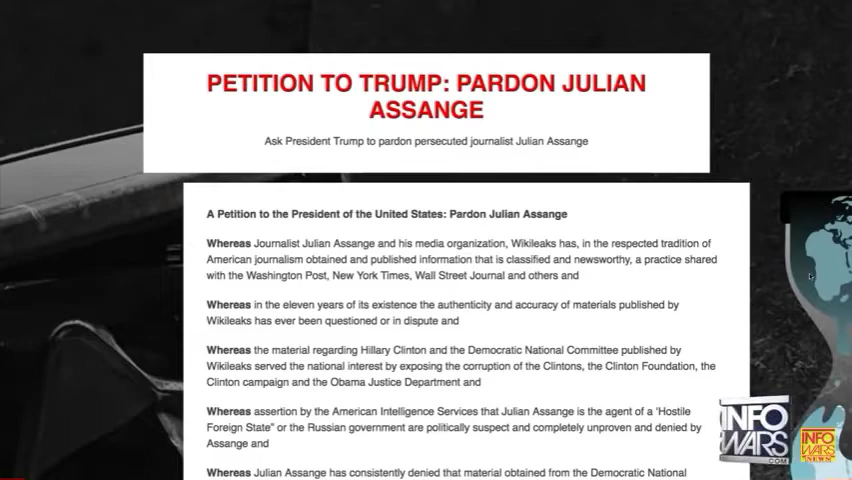 PETITION TO TRUMP: PARDON JULIAN
ASSANGE
Ask President Trump to pardon persecuted journalist Julian Assange
A Petition to the President of the United States: Pardon Julian Assange
Whereas Journalist Julian Assange and his media organization, Wikileaks has, in the respected tradition of
American journalism obtained and published information that is classified and newsworthy, a practice shared
with the Washington Post, New York Times, Wall Street Journal and others and
Whereas in the eleven years of its existence the authenticity and accuracy of materials published by
Wikileaks has ever been questioned or in dispute and
Whereas the material regarding Hillary Clinton and the Democratic National Committee published by
Wikileaks served the national interest by exposing the corruption of the Clintons, the Clinton Foundation, the
Clinton campaign and the Obama Justice Department and
Whereas assertion by the American Intelligence Services that Julian Assange is the agent of a ‘Hostile
Foreign State” or the Russian government are politically suspect and completely unproven and denied by
Assange and
Whereas Julian Assange has consistently denied that material obtained from the Democratic National
INFO
WARS
.COM
INFO
WARS
NEWS